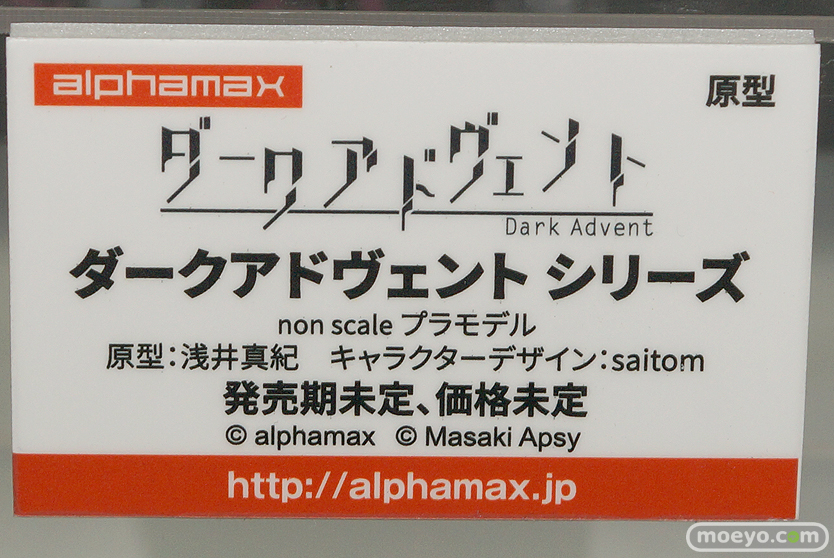 alphamax
原型
ダークアドヴェント
Dark Advent
ダークアドヴェント シリーズ
non scale プラモデル
原型：浅井真紀　キャラクターデザイン：saitom
発売期未定、価格未定
© alphamax　© Masaki Apsy
http://alphamax.jp
moeyo.com